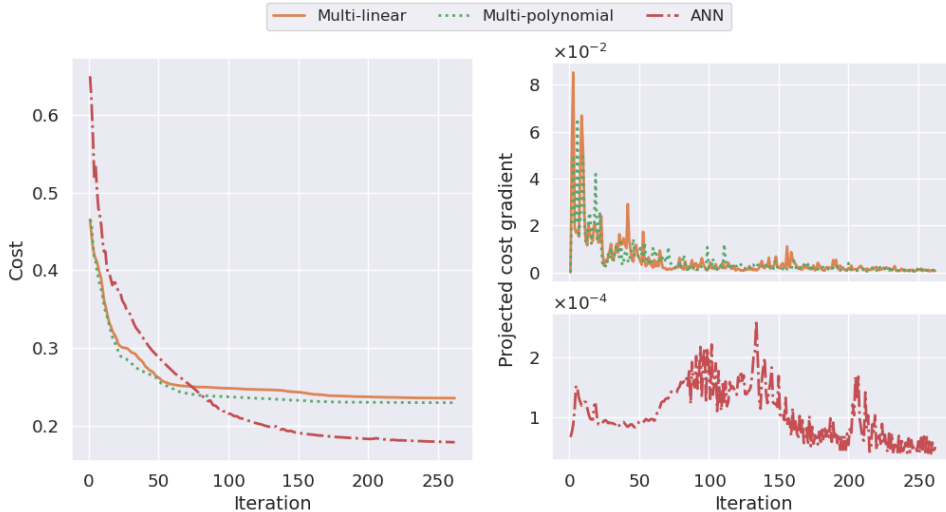 Multi-linear Multi-polynomial ANN
0.6
0.5
0.4
0.3
0.2
Cost
0 50 100 150 200 250
Iteration
×10⁻²
8
6
4
2
0
Projected cost gradient
×10⁻⁴
2
1
0 50 100 150 200 250
Iteration